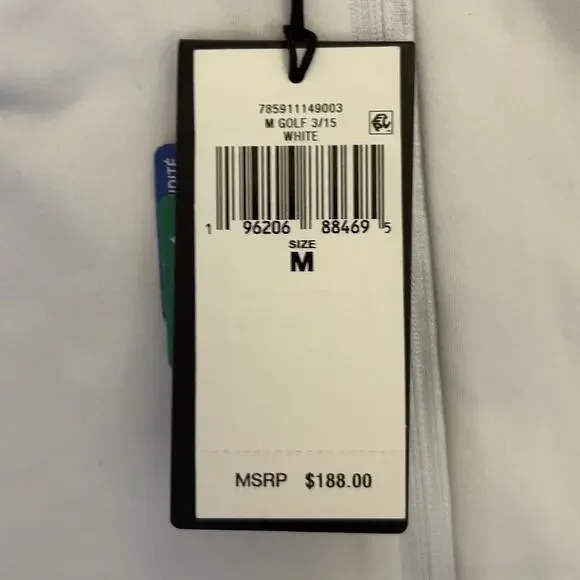 785911149003
M GOLF 3/15
WHITE
1 96206 88469 5
SIZE
M
MSRP $188.00